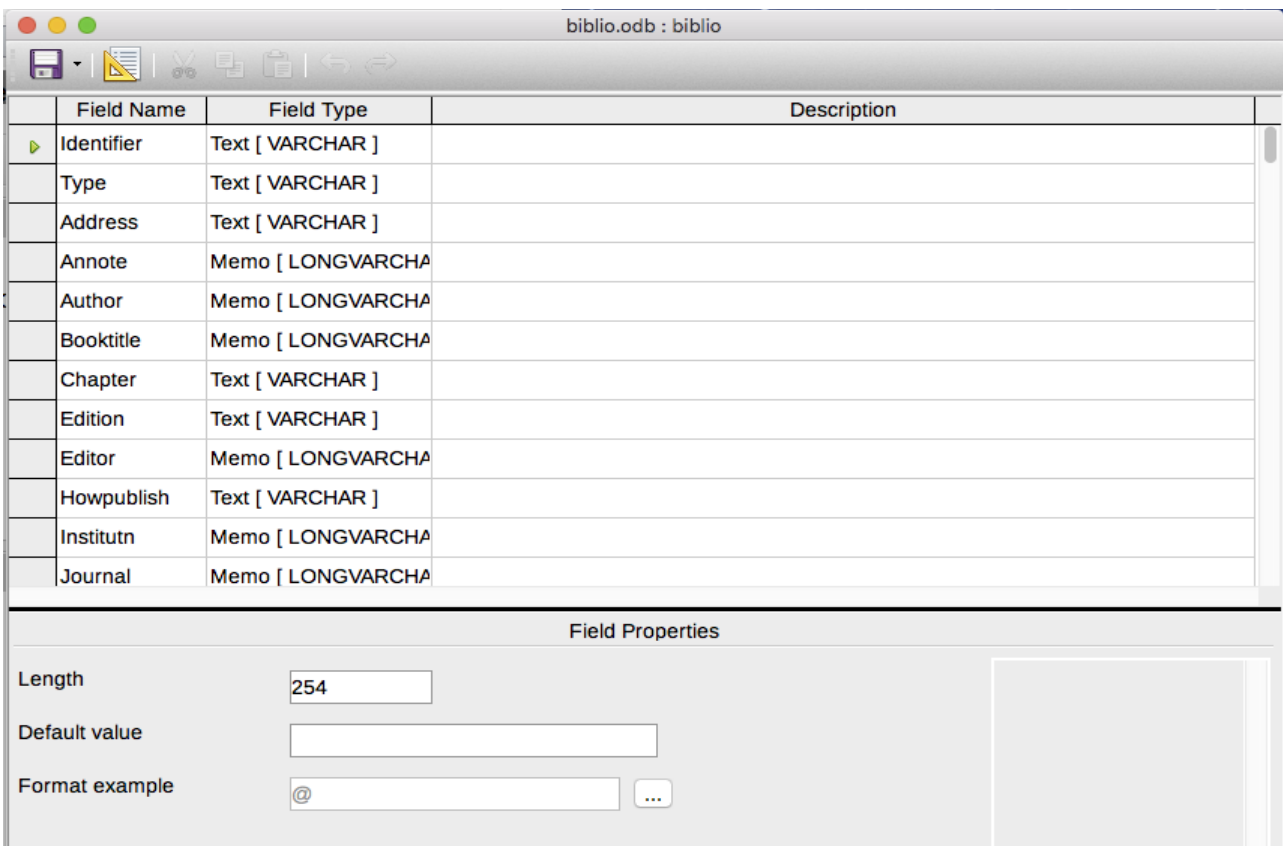 biblio.odb : biblio
Field Name Field Type Description
Identifier Text [ VARCHAR ]
Type Text [ VARCHAR ]
Address Text [ VARCHAR ]
Annote Memo [ LONGVARCHA
Author Memo [ LONGVARCHA
Booktitle Memo [ LONGVARCHA
Chapter Text [ VARCHAR ]
Edition Text [ VARCHAR ]
Editor Memo [ LONGVARCHA
Howpublish Text [ VARCHAR ]
Institutn Memo [ LONGVARCHA
Journal Memo [ LONGVARCHA
Field Properties
Length 254
Default value
Format example @ ...